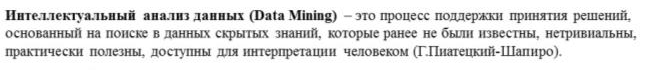 Интеллектуальный анализ данных (Data Mining) – это процесс поддержки принятия решений,
основанный на поиске в данных скрытых знаний, которые ранее не были известны, нетривиальны,
практически полезны, доступны для интерпретации человеком (Г.Пиатецкий-Шапиро).